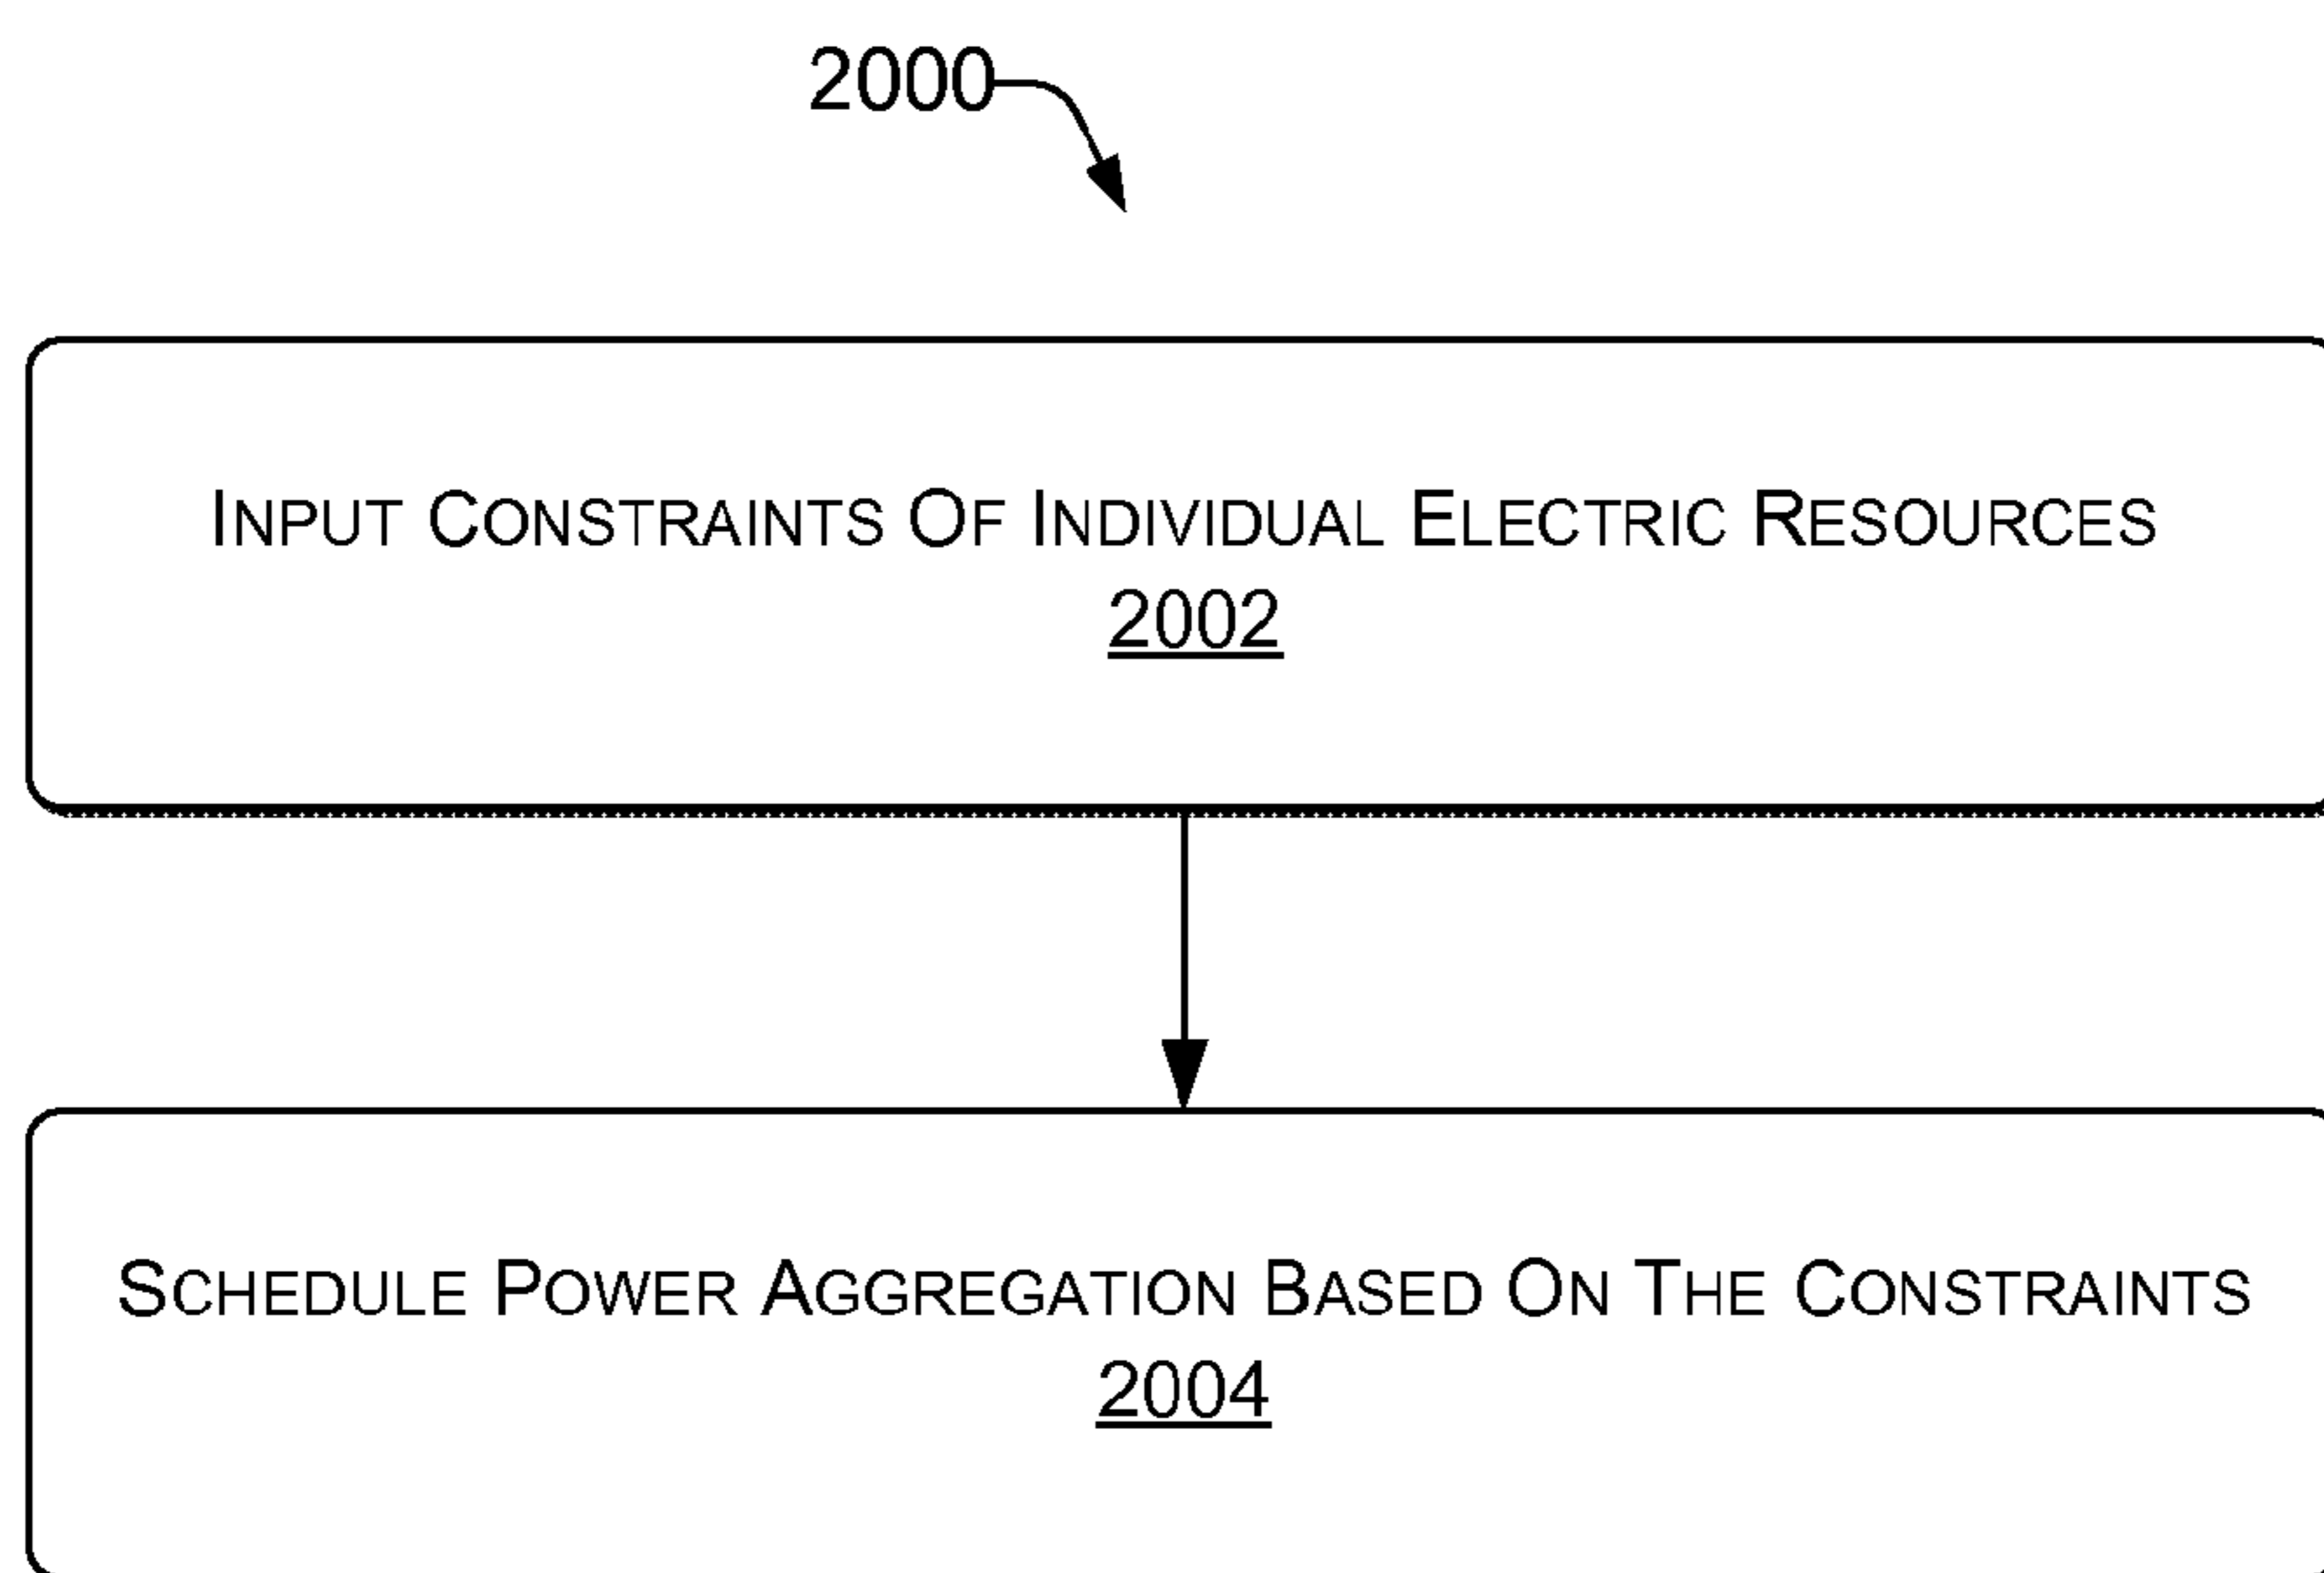 2000
INPUT CONSTRAINTS OF INDIVIDUAL ELECTRIC RESOURCES
2002
SCHEDULE POWER AGGREGATION BASED ON THE CONSTRAINTS
2004